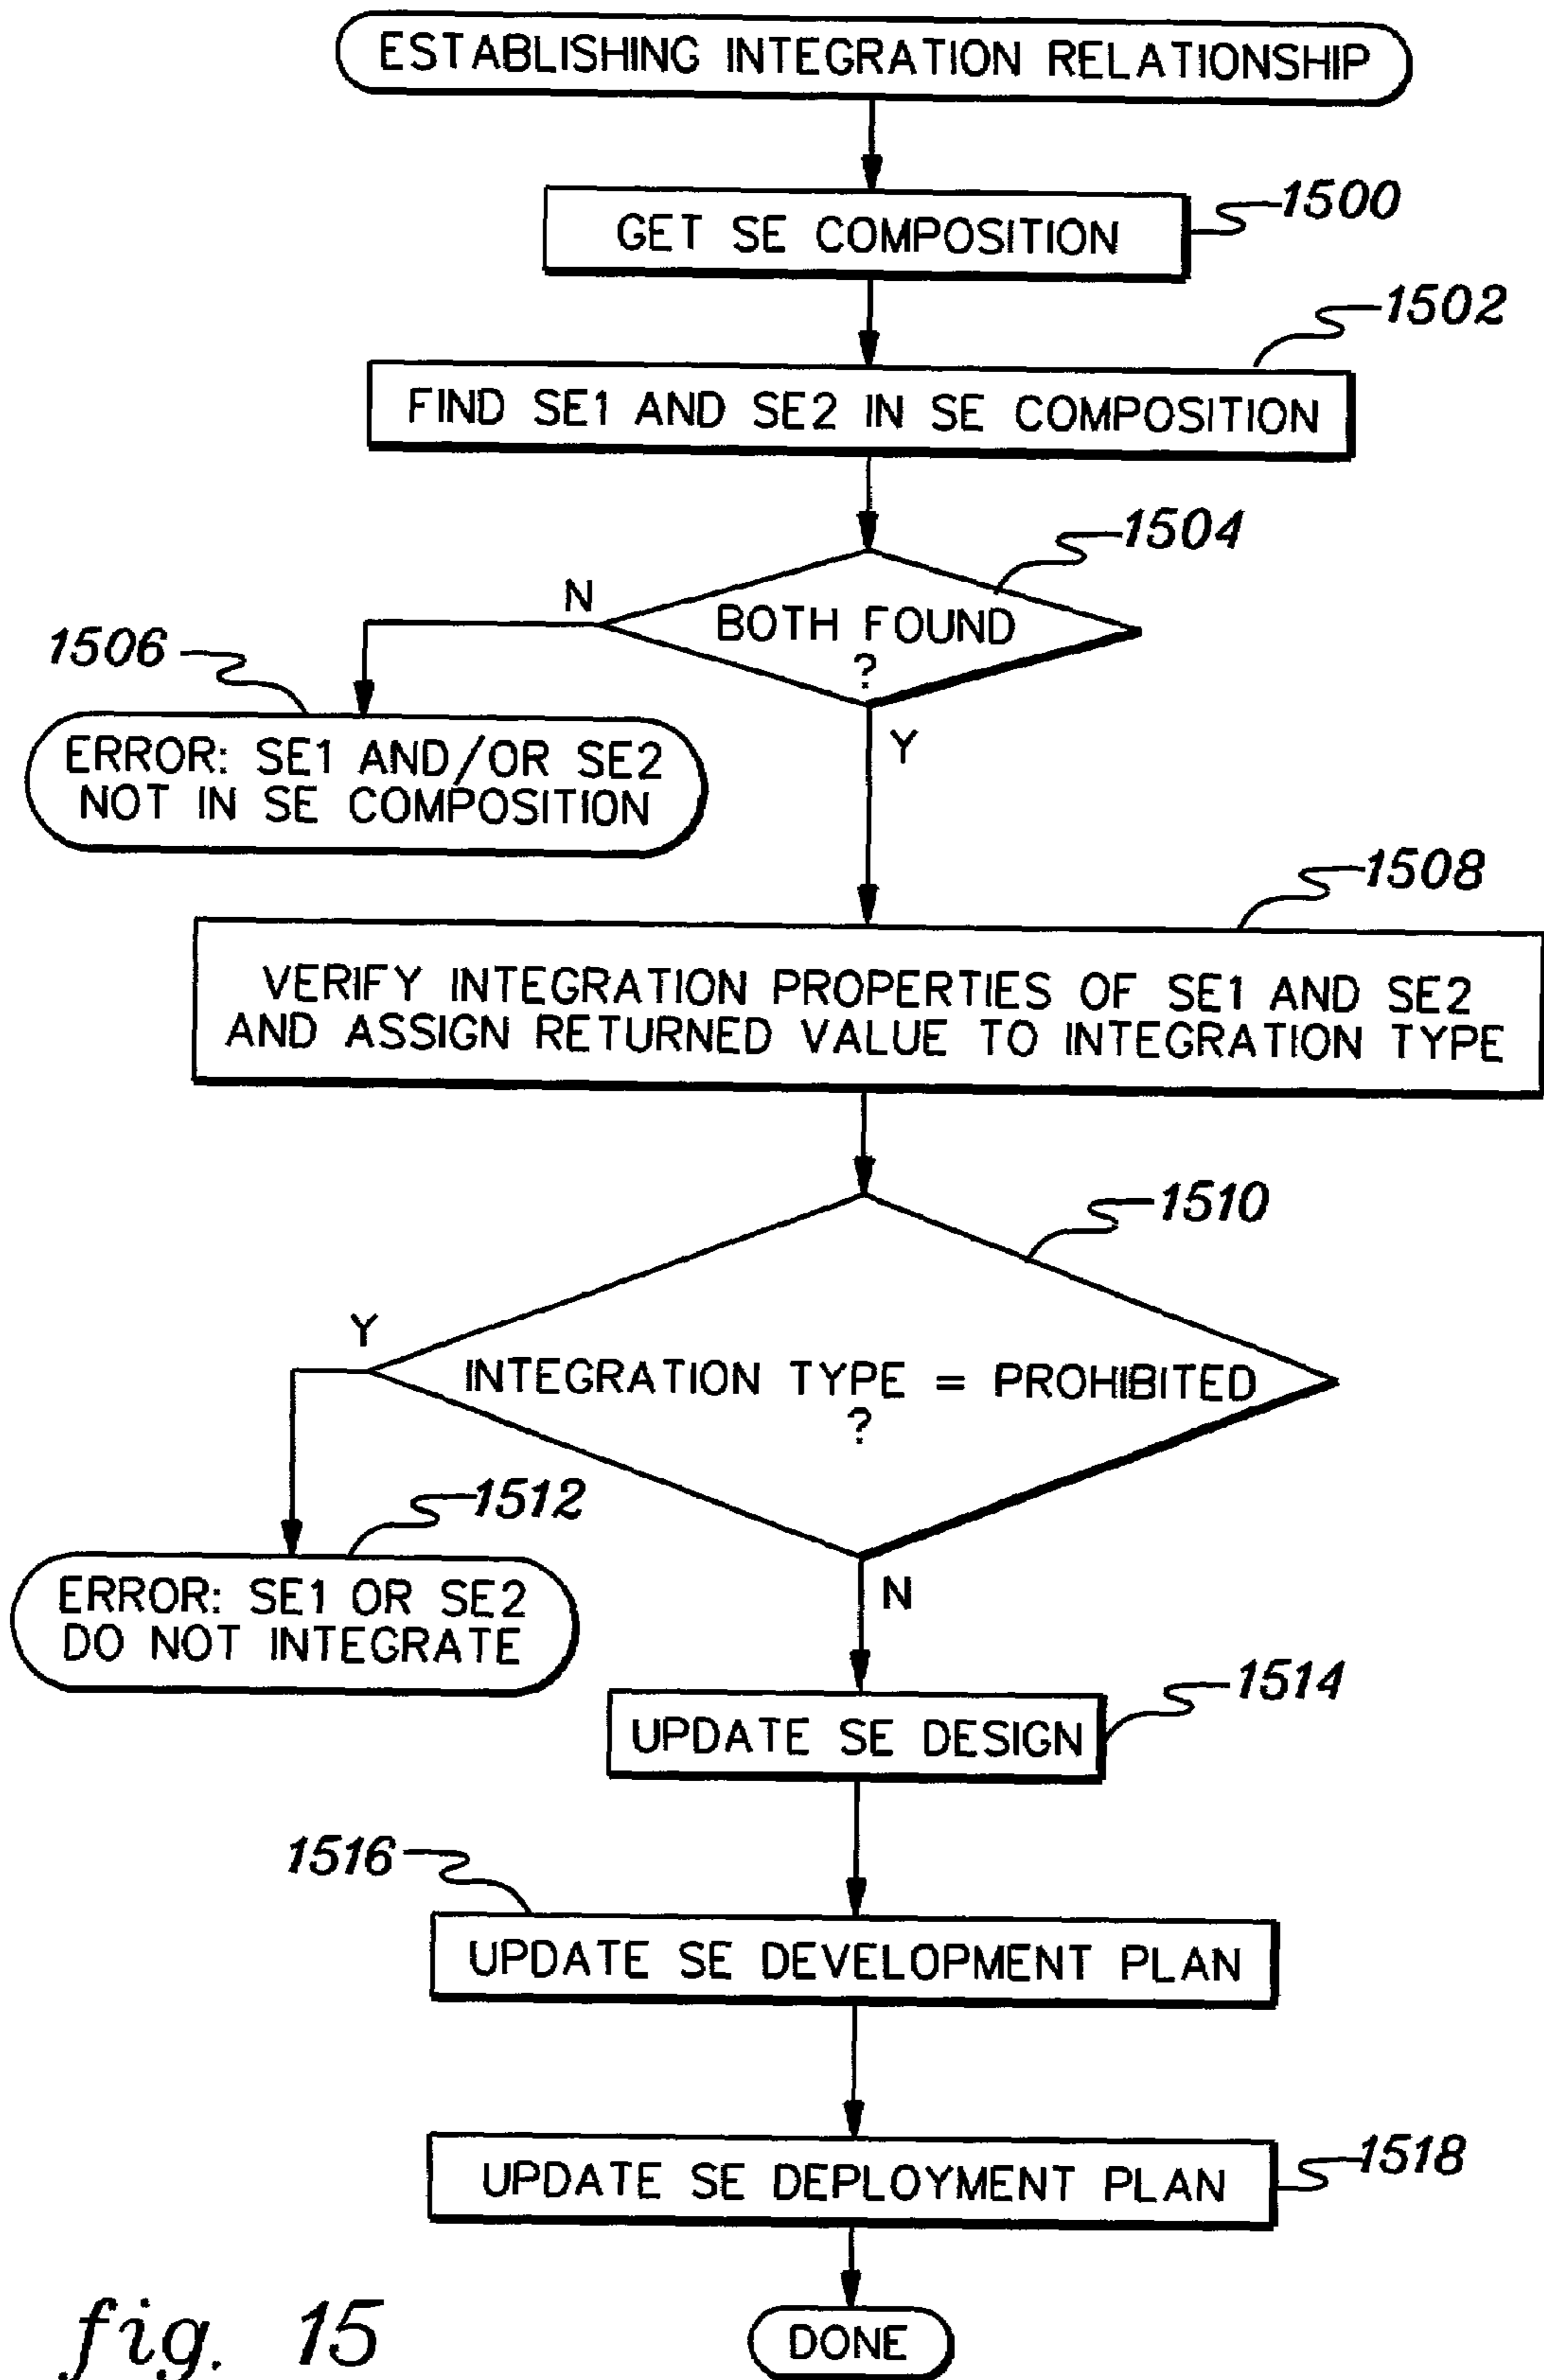 ESTABLISHING INTEGRATION RELATIONSHIP
GET SE COMPOSITION
1500
1502
FIND SE1 AND SE2 IN SE COMPOSITION
1504
N
BOTH FOUND
?
1506
Y
ERROR: SE1 AND/OR SE2
NOT IN SE COMPOSITION
1508
VERIFY INTEGRATION PROPERTIES OF SE1 AND SE2
AND ASSIGN RETURNED VALUE TO INTEGRATION TYPE
1510
Y
INTEGRATION TYPE = PROHIBITED
?
1512
ERROR: SE1 OR SE2
DO NOT INTEGRATE
N
1514
UPDATE SE DESIGN
1516
UPDATE SE DEVELOPMENT PLAN
1518
UPDATE SE DEPLOYMENT PLAN
DONE
fig. 15